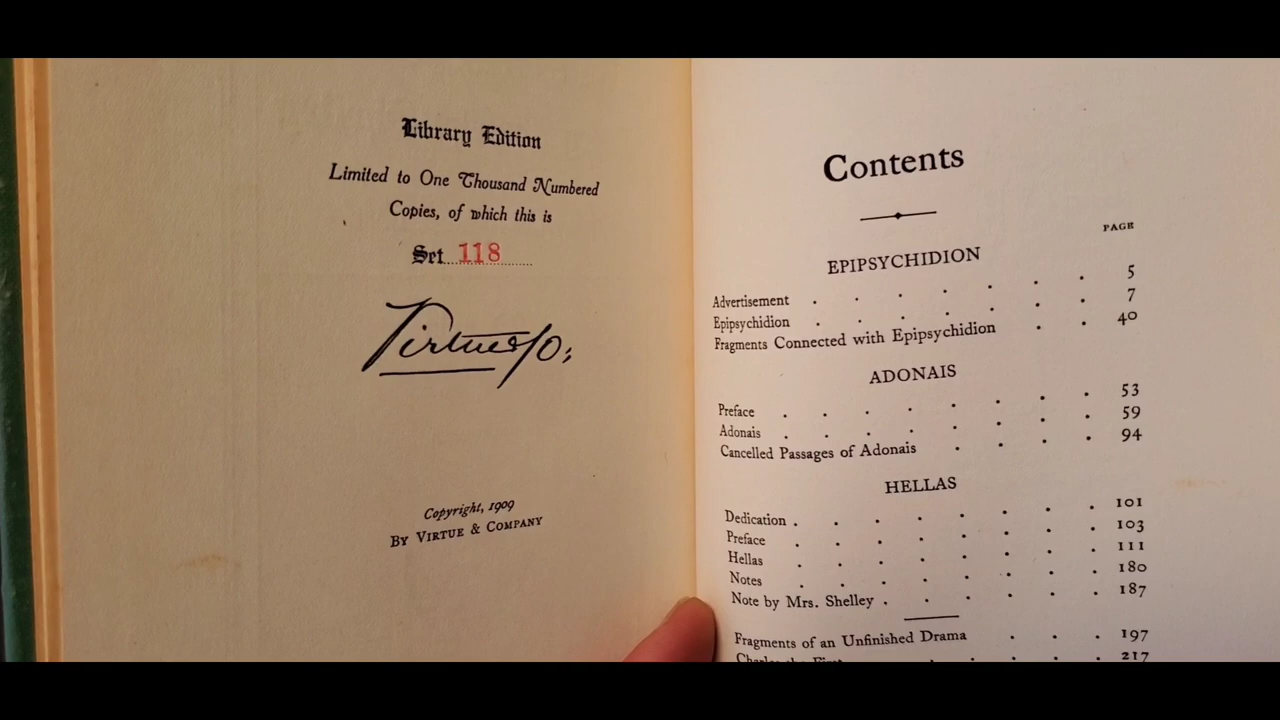 Library Edition
Limited to One Thousand Numbered
Copies, of which this is
Set 118
Virtue & Co;
Copyright, 1909
By Virtue & Company
Contents
PAGE
EPIPSYCHIDION
Advertisement . . . . . . . 5
Epipsychidion . . . . . . . 7
Fragments Connected with Epipsychidion . . 40
ADONAIS
Preface . . . . . . . . 53
Adonais . . . . . . . . 59
Cancelled Passages of Adonais . . . . 94
HELLAS
Dedication . . . . . . . . 101
Preface . . . . . . . . 103
Hellas . . . . . . . . 111
Notes . . . . . . . . 180
Note by Mrs. Shelley . . . . . . 187
Fragments of an Unfinished Drama . . . 197
Charles the First . . . . 217